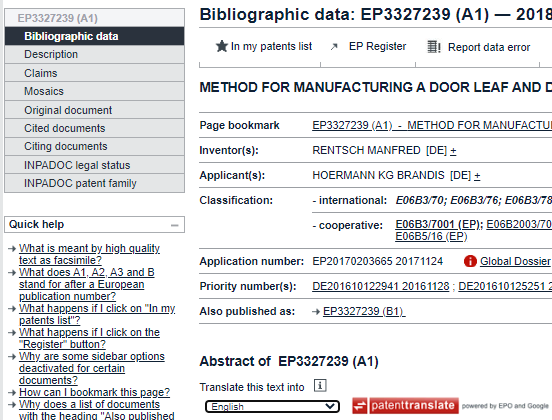 EP3327239 (A1)
Bibliographic data
Description
Claims
Mosaics
Original document
Cited documents
Citing documents
INPADOC legal status
INPADOC patent family
Quick help
What is meant by high quality
text as facsimile?
What does A1, A2, A3 and B
stand for after a European
publication number?
What happens if I click on "In my
patents list"?
What happens if I click on the
"Register" button?
Why are some sidebar options
deactivated for certain
documents?
How can I bookmark this page?
Why does a list of documents
with the heading "Also published
Bibliographic data: EP3327239 (A1) — 2018
In my patents list EP Register Report data error
METHOD FOR MANUFACTURING A DOOR LEAF AND D
Page bookmark EP3327239 (A1) - METHOD FOR MANUFACTU
Inventor(s): RENTSCH MANFRED [DE] +
Applicant(s): HOERMANN KG BRANDIS [DE] +
Classification: - international: E06B3/70; E06B3/76; E06B3/78
- cooperative: E06B3/7001 (EP); E06B2003/70
E06B5/16 (EP)
Application number: EP20170203665 20171124 Global Dossier
Priority number(s): DE201610122941 20161128 ; DE201610125251 2
Also published as: EP3327239 (B1)
Abstract of EP3327239 (A1)
Translate this text into
English patenttranslate powered by EPO and Google